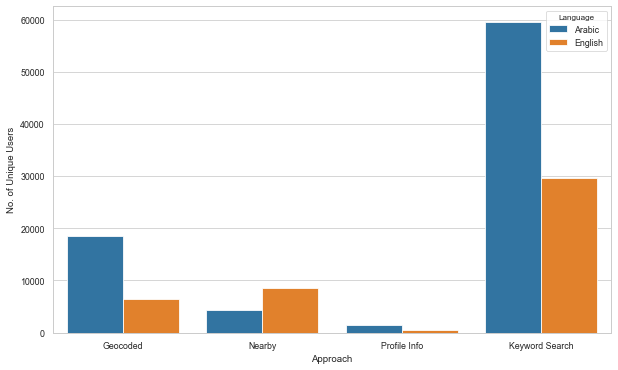 Language
Arabic
English
No. of Unique Users
60000
50000
40000
30000
20000
10000
0
Geocoded Nearby Profile Info Keyword Search
Approach